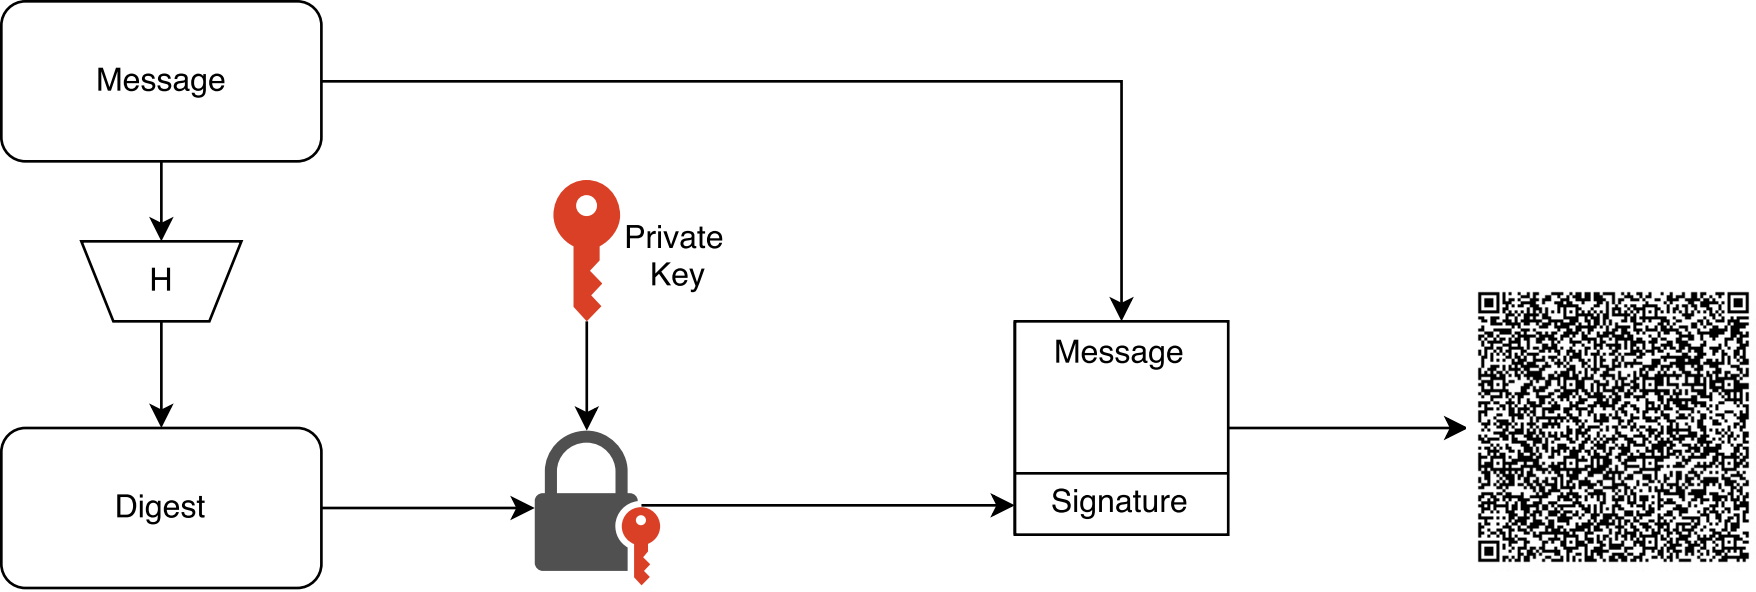 Message
H
Private
Key
Message
Digest
Signature